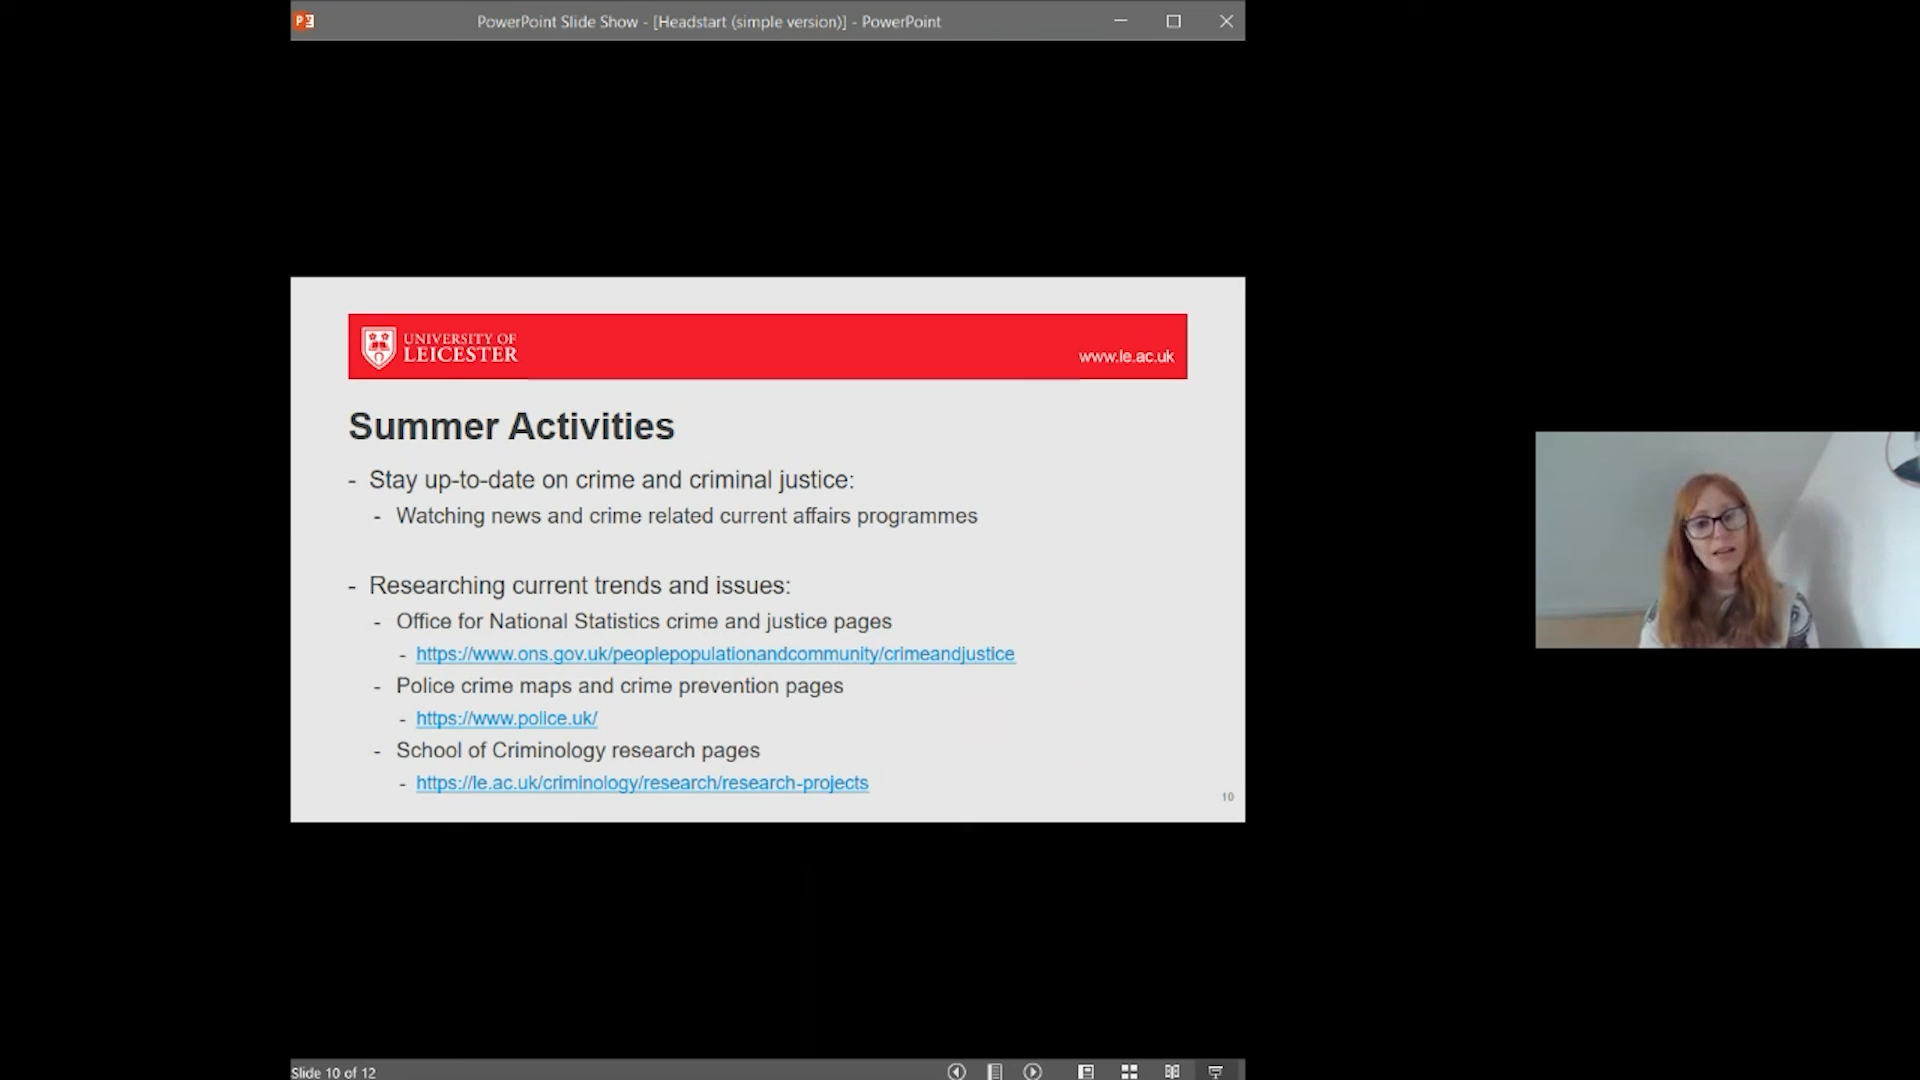 PowerPoint Slide Show - [Headstart (simple version)] - PowerPoint
UNIVERSITY OF
LEICESTER
www.le.ac.uk
Summer Activities
- Stay up-to-date on crime and criminal justice:
- Watching news and crime related current affairs programmes
- Researching current trends and issues:
- Office for National Statistics crime and justice pages
- https://www.ons.gov.uk/peoplepopulationandcommunity/crimeandjustice
- Police crime maps and crime prevention pages
- https://www.police.uk/
- School of Criminology research pages
- https://le.ac.uk/criminology/research/research-projects
10
Slide 10 of 12